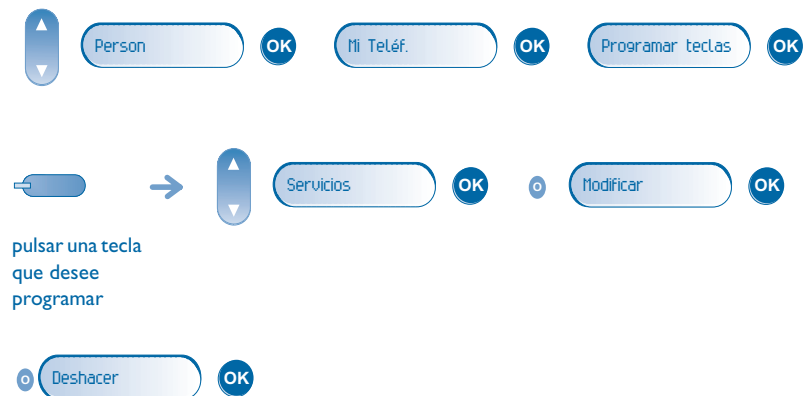 Person OK Mi Teléf. OK Programar teclas OK
Servicios OK o Modificar OK
pulsar una tecla
que desee
programar
o Deshacer OK